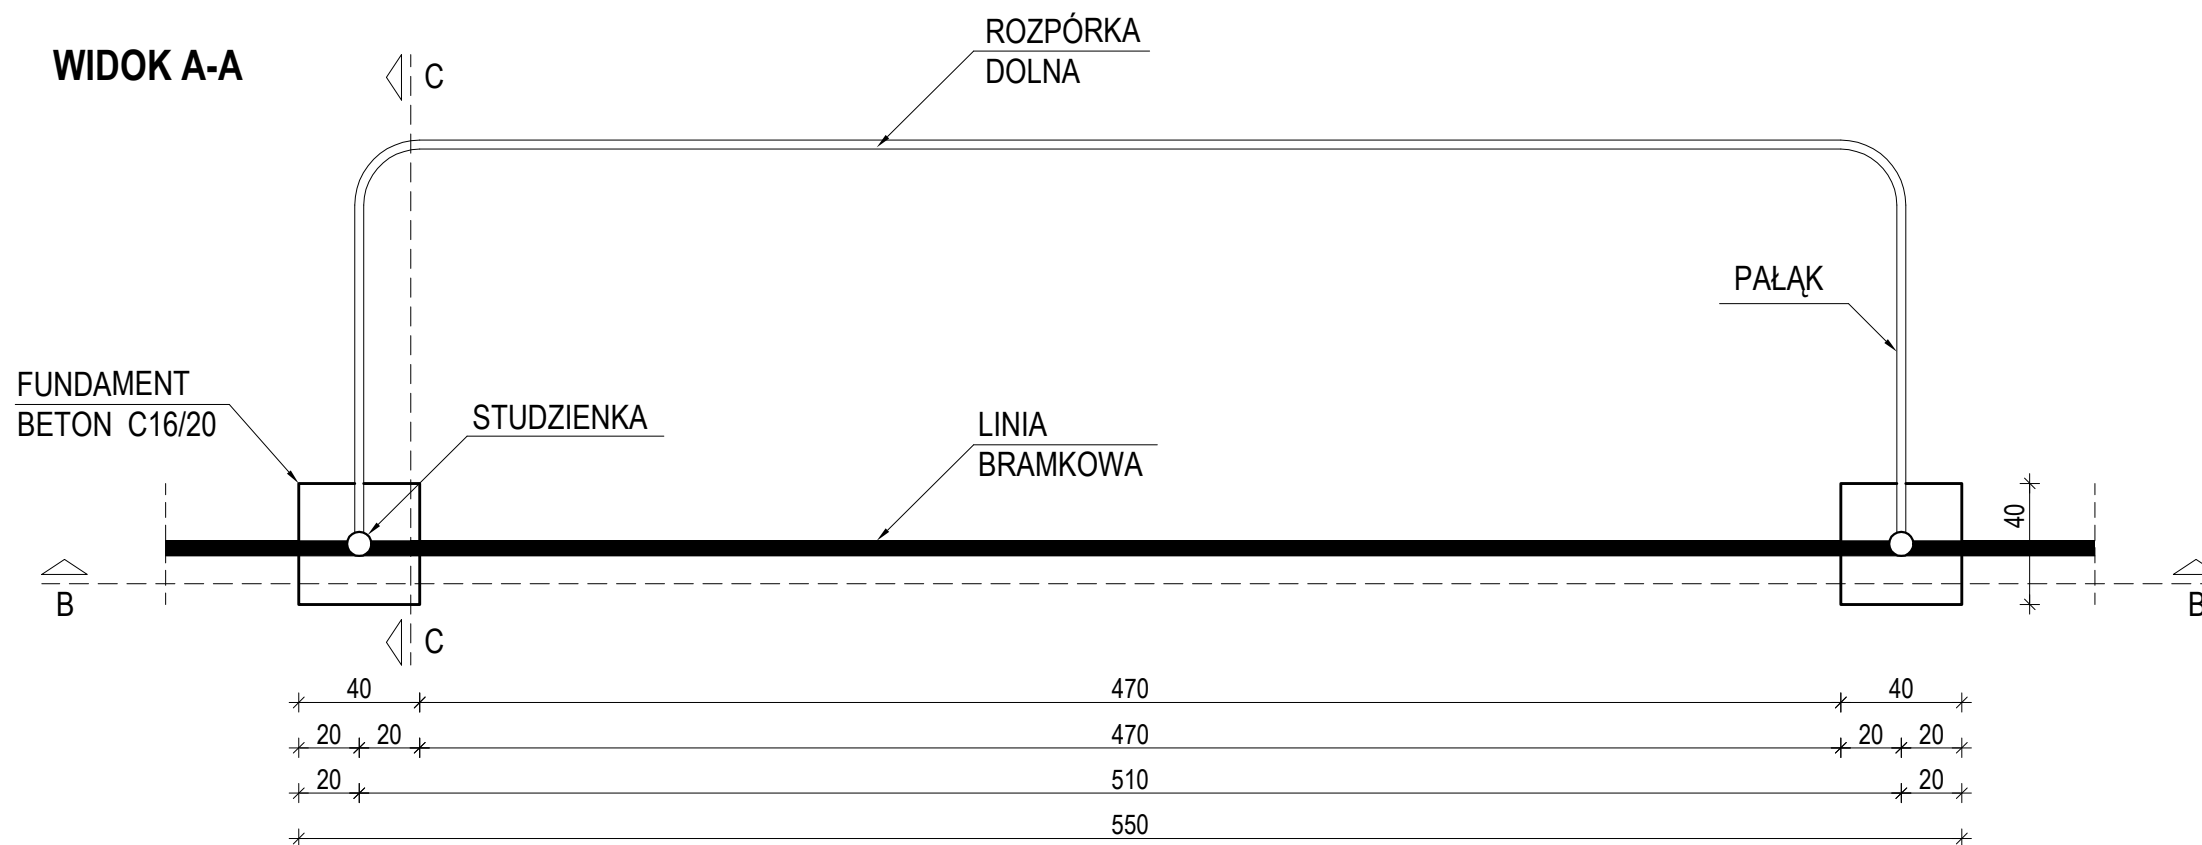 WIDOK A-A
C
ROZPÓRKA
DOLNA
PAŁĄK
FUNDAMENT
BETON C16/20
STUDZIENKA
LINIA
BRAMKOWA
40
B
B
C
40 470 40
20 20 470 20 20
20 510 20
550